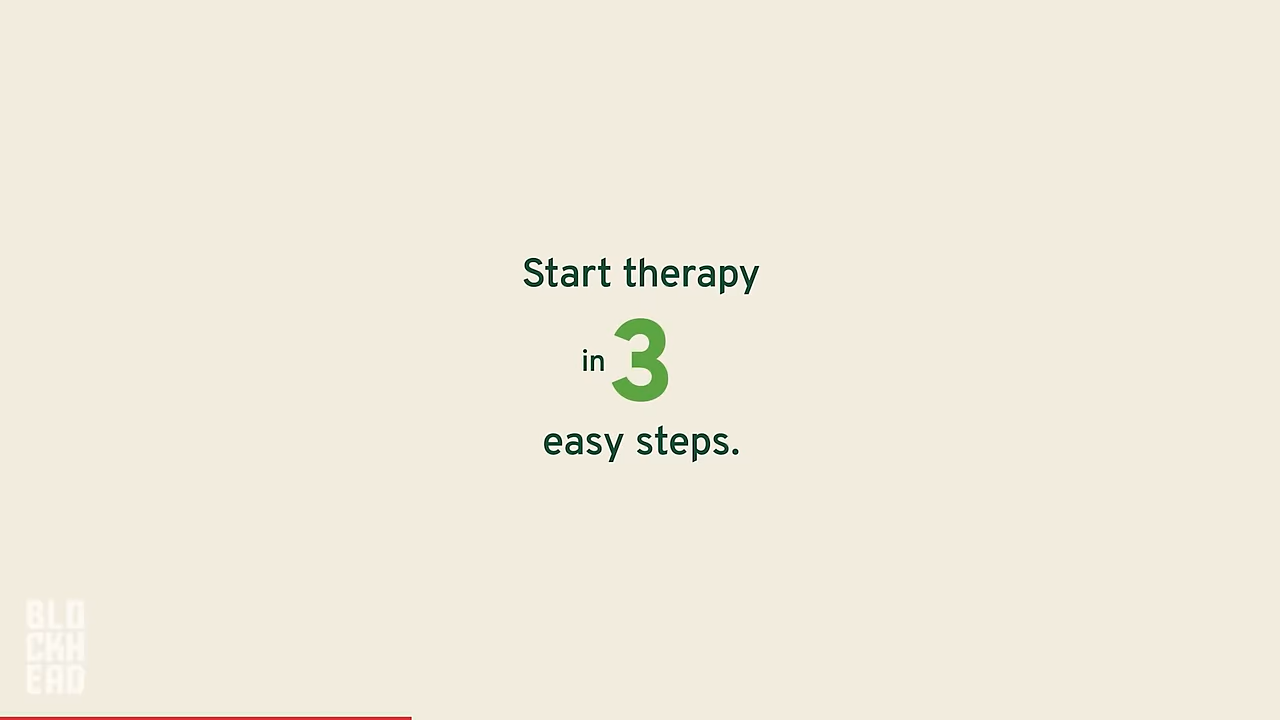 Start therapy
in 3
easy steps.
BLO
CKH
EAD